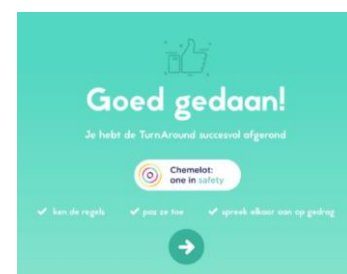 Goed gedaan!
Je hebt de TurnAround succesvol afgerond
Chemelot:
one in safety
ken de regels pas ze toe spreek elkaar aan op gedrag